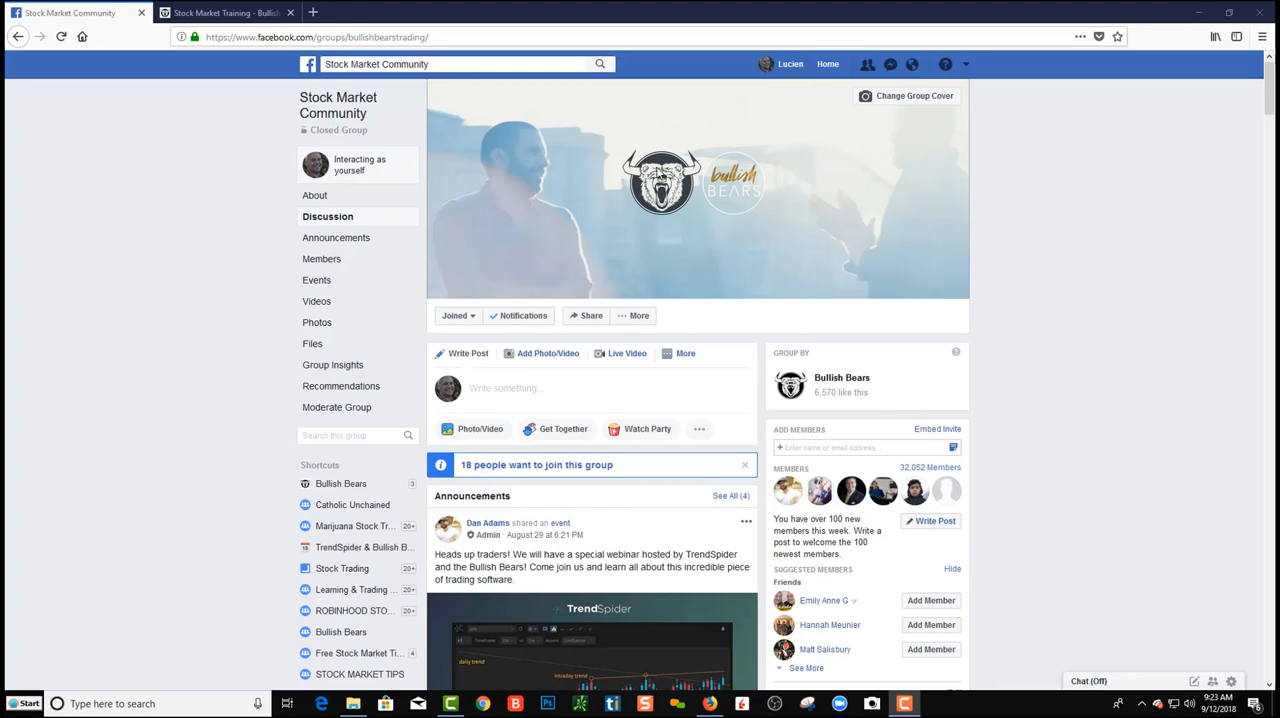 Stock Market Community
Stock Market Training - Bullish
https://www.facebook.com/groups/bullishbearstrading/
Stock Market Community
Lucien
Home
Stock Market
Community
Closed Group
Interacting as
yourself
About
Discussion
Announcements
Members
Events
Videos
Photos
Files
Group Insights
Recommendations
Moderate Group
Search this group
Shortcuts
Bullish Bears 3
Catholic Unchained
Marijuana Stock Tr... 20+
TrendSpider & Bullish B...
Stock Trading 20+
Learning & Trading ... 20+
ROBINHOOD STO... 20+
Bullish Bears
Free Stock Market Ti... 4
STOCK MARKET TIPS
Change Group Cover
bullish
BEARS
Joined
Notifications
Share
More
Write Post
Add Photo/Video
Live Video
More
Write something...
Photo/Video
Get Together
Watch Party
18 people want to join this group
Announcements
See All (4)
Dan Adams shared an event.
Admin · August 29 at 6:21 PM
Heads up traders! We will have a special webinar hosted by TrendSpider
and the Bullish Bears! Come join us and learn all about this incredible piece
of trading software.
TrendSpider
daily trend
intraday trend
GROUP BY
Bullish Bears
6,570 like this
ADD MEMBERS
Embed Invite
+ Enter name or email address...
MEMBERS
32,052 Members
You have over 100 new
members this week. Write a
post to welcome the 100
newest members.
Write Post
SUGGESTED MEMBERS
Hide
Friends
Emily Anne G
Add Member
Hannah Meunier
Add Member
Matt Salisbury
Add Member
See More
Chat (Off)
Start
Type here to search
9:23 AM
9/12/2018